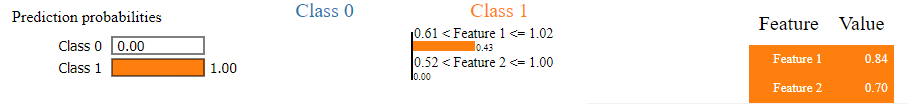 Prediction probabilities
Class 0 0.00
Class 1 1.00
Class 0 Class 1
0.61 < Feature 1 <= 1.02
0.43
0.52 < Feature 2 <= 1.00
0.00
Feature Value
Feature 1 0.84
Feature 2 0.70